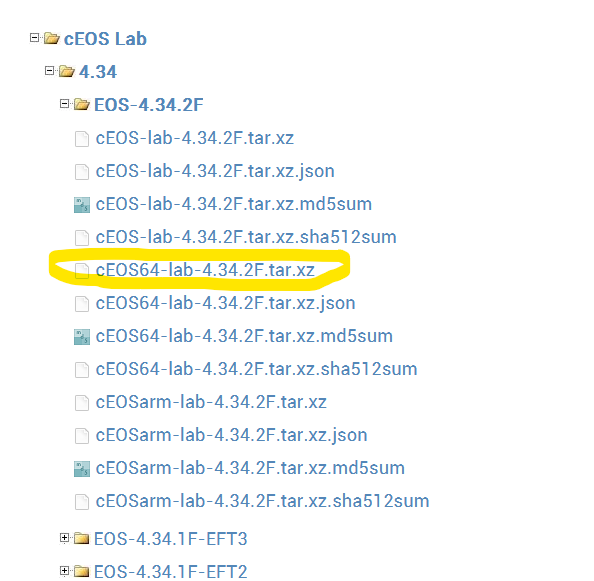 cEOS Lab
4.34
EOS-4.34.2F
cEOS-lab-4.34.2F.tar.xz
cEOS-lab-4.34.2F.tar.xz.json
cEOS-lab-4.34.2F.tar.xz.md5sum
cEOS-lab-4.34.2F.tar.xz.sha512sum
cEOS64-lab-4.34.2F.tar.xz
cEOS64-lab-4.34.2F.tar.xz.json
cEOS64-lab-4.34.2F.tar.xz.md5sum
cEOS64-lab-4.34.2F.tar.xz.sha512sum
cEOSarm-lab-4.34.2F.tar.xz
cEOSarm-lab-4.34.2F.tar.xz.json
cEOSarm-lab-4.34.2F.tar.xz.md5sum
cEOSarm-lab-4.34.2F.tar.xz.sha512sum
EOS-4.34.1F-EFT3
EOS-4.34.1F-EFT2